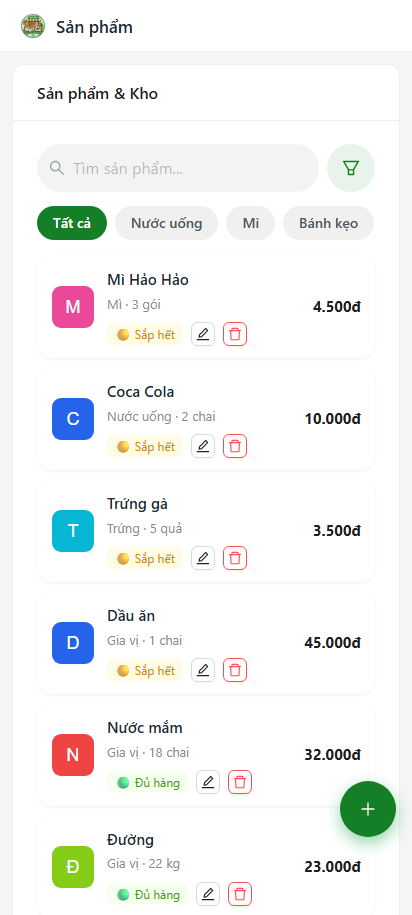 Sản phẩm
Sản phẩm & Kho
Tìm sản phẩm...
Tất cả
Nước uống
Mì
Bánh kẹo
M
Mì Hảo Hảo
Mì · 3 gói
4.500đ
Sắp hết
C
Coca Cola
Nước uống · 2 chai
10.000đ
Sắp hết
T
Trứng gà
Trứng · 5 quả
3.500đ
Sắp hết
D
Dầu ăn
Gia vị · 1 chai
45.000đ
Sắp hết
N
Nước mắm
Gia vị · 18 chai
32.000đ
Đủ hàng
Đ
Đường
Gia vị · 22 kg
23.000đ
Đủ hàng